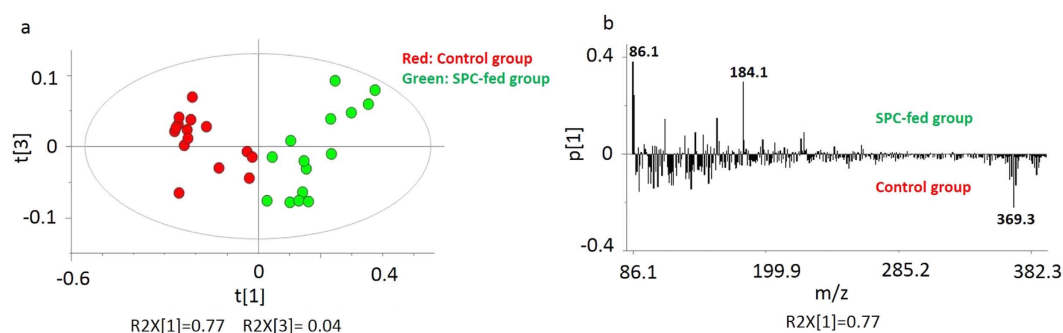 a
0.1
0
-0.1
t[3]
-0.6
0
0.4
t[1]
R2X[1]=0.77 R2X[3]= 0.04
Red: Control group
Green: SPC-fed group
b
0.4
0
-0.4
p[1]
86.1
184.1
SPC-fed group
Control group
369.3
86.1
199.9
285.2
382.3
m/z
R2X[1]=0.77